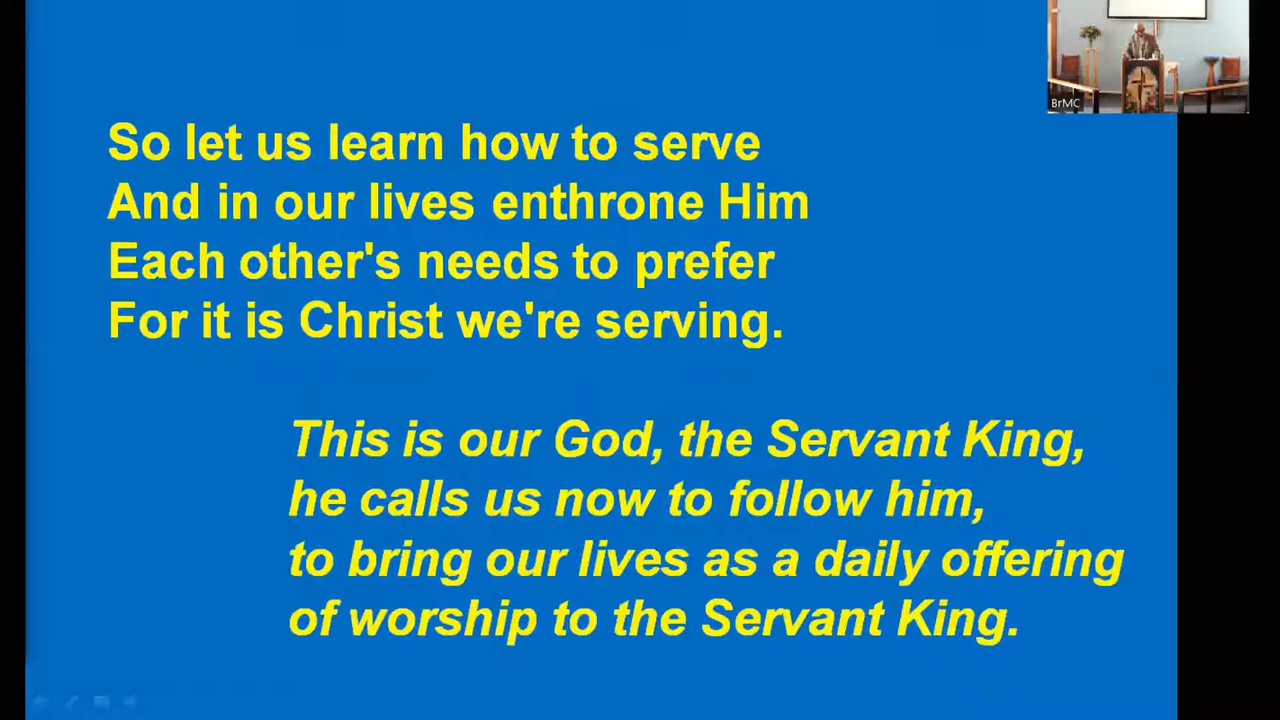 BrMC
So let us learn how to serve
And in our lives enthrone Him
Each other's needs to prefer
For it is Christ we're serving.
This is our God, the Servant King,
he calls us now to follow him,
to bring our lives as a daily offering
of worship to the Servant King.